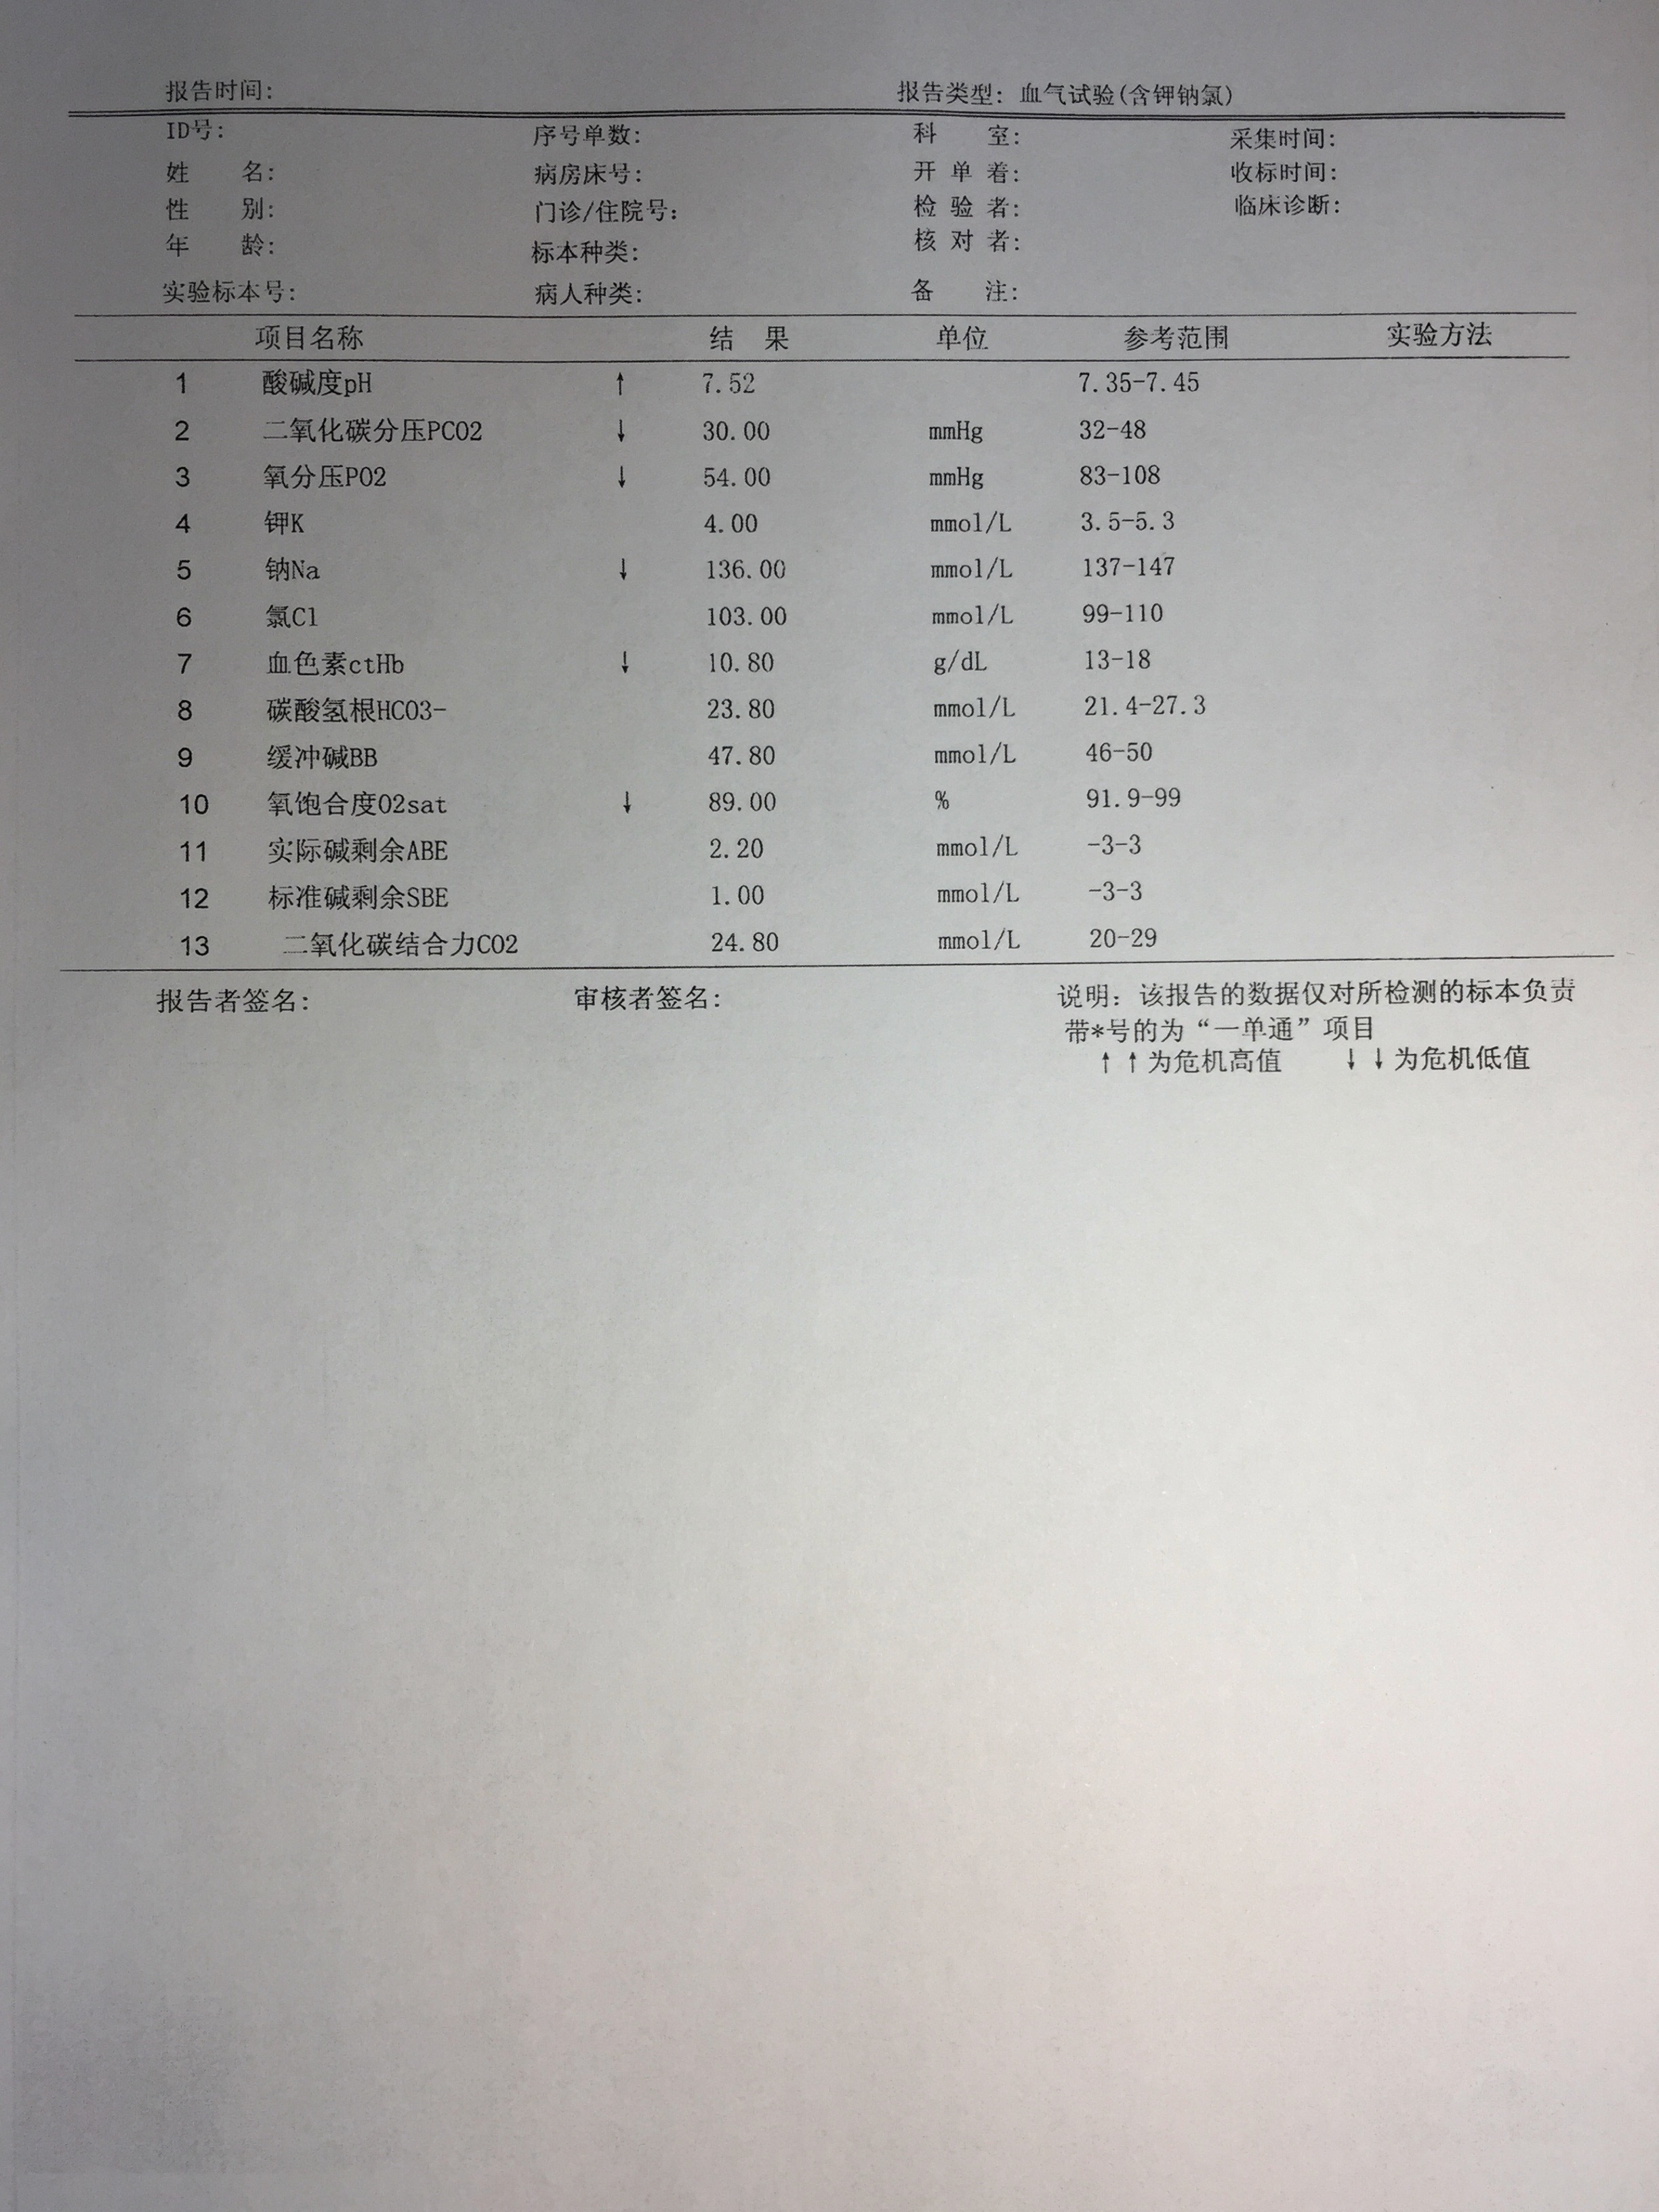 报告时间: 报告类型: 血气试验(含钾钠氯)
ID号: 序号单数: 科 室: 采集时间:
姓 名: 病房床号: 开 单 着: 收标时间:
性 别: 门诊/住院号: 检 验 者: 临床诊断:
年 龄: 标本种类: 核 对 者:
实验标本号: 病人种类: 备 注:
项目名称 结 果 单位 参考范围 实验方法
1 酸碱度pH ↑ 7.52 7.35-7.45
2 二氧化碳分压PCO2 ↓ 30.00 mmHg 32-48
3 氧分压PO2 ↓ 54.00 mmHg 83-108
4 钾K 4.00 mmol/L 3.5-5.3
5 钠Na ↓ 136.00 mmol/L 137-147
6 氯Cl 103.00 mmol/L 99-110
7 血色素ctHb ↓ 10.80 g/dL 13-18
8 碳酸氢根HCO3- 23.80 mmol/L 21.4-27.3
9 缓冲碱BB 47.80 mmol/L 46-50
10 氧饱合度O2sat ↓ 89.00 % 91.9-99
11 实际碱剩余ABE 2.20 mmol/L -3-3
12 标准碱剩余SBE 1.00 mmol/L -3-3
13 二氧化碳结合力CO2 24.80 mmol/L 20-29
报告者签名: 审核者签名: 说明: 该报告的数据仅对所检测的标本负责
带*号的为“一单通”项目
↑↑为危机高值 ↓↓为危机低值